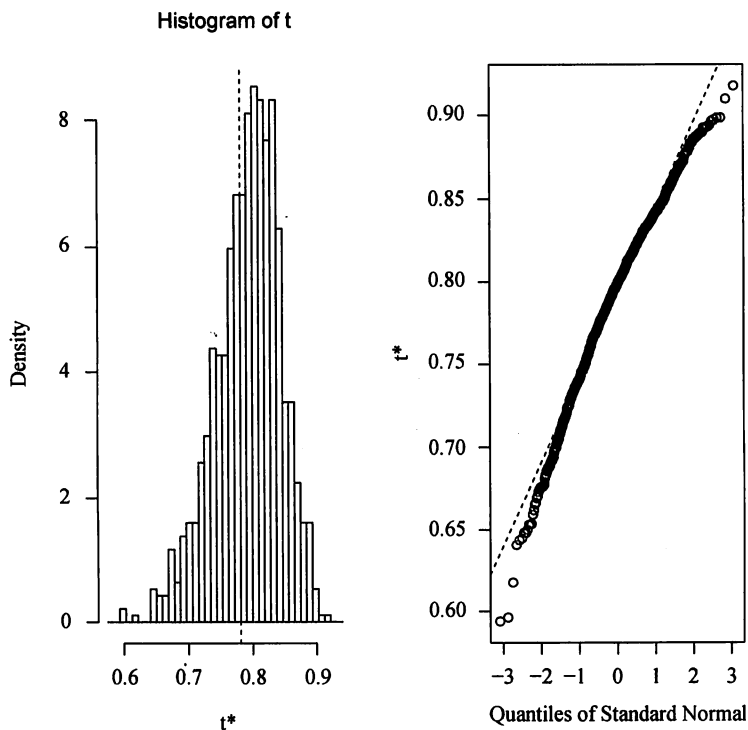 Histogram of t
8
6
4
2
0
Density
0.6 0.7 0.8 0.9
t*
0.90
0.85
0.80
0.75
0.70
0.65
0.60
t*
−3 −2 −1 0 1 2 3
Quantiles of Standard Normal